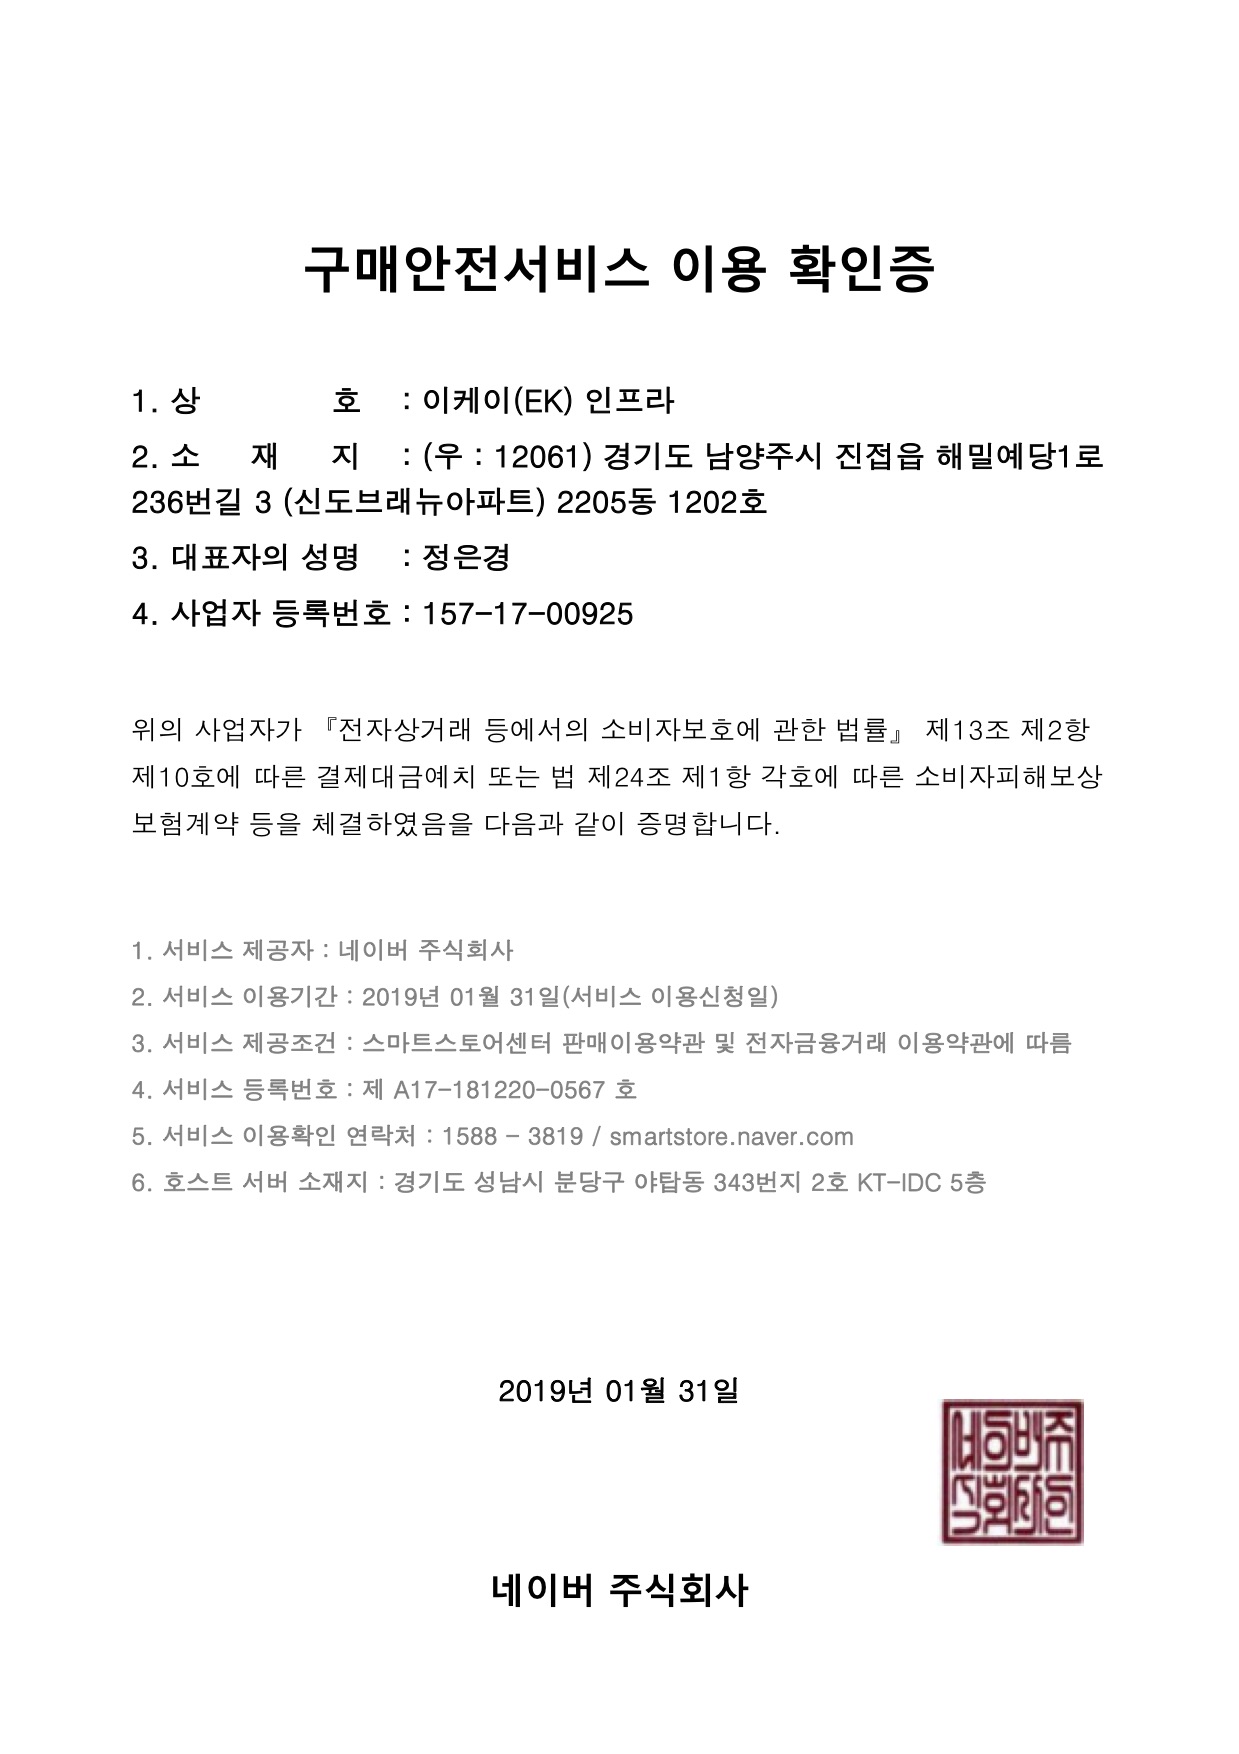 구매안전서비스 이용 확인증
1. 상 호 : 이케이(EK) 인프라
2. 소 재 지 : (우 : 12061) 경기도 남양주시 진접읍 해밀예당1로
236번길 3 (신도브래뉴아파트) 2205동 1202호
3. 대표자의 성명 : 정은경
4. 사업자 등록번호 : 157-17-00925
위의 사업자가 『전자상거래 등에서의 소비자보호에 관한 법률』 제13조 제2항
제10호에 따른 결제대금예치 또는 법 제24조 제1항 각호에 따른 소비자피해보상
보험계약 등을 체결하였음을 다음과 같이 증명합니다.
1. 서비스 제공자 : 네이버 주식회사
2. 서비스 이용기간 : 2019년 01월 31일(서비스 이용신청일)
3. 서비스 제공조건 : 스마트스토어센터 판매이용약관 및 전자금융거래 이용약관에 따름
4. 서비스 등록번호 : 제 A17-181220-0567 호
5. 서비스 이용확인 연락처 : 1588 - 3819 / smartstore.naver.com
6. 호스트 서버 소재지 : 경기도 성남시 분당구 야탑동 343번지 2호 KT-IDC 5층
2019년 01월 31일
네이버 주식회사